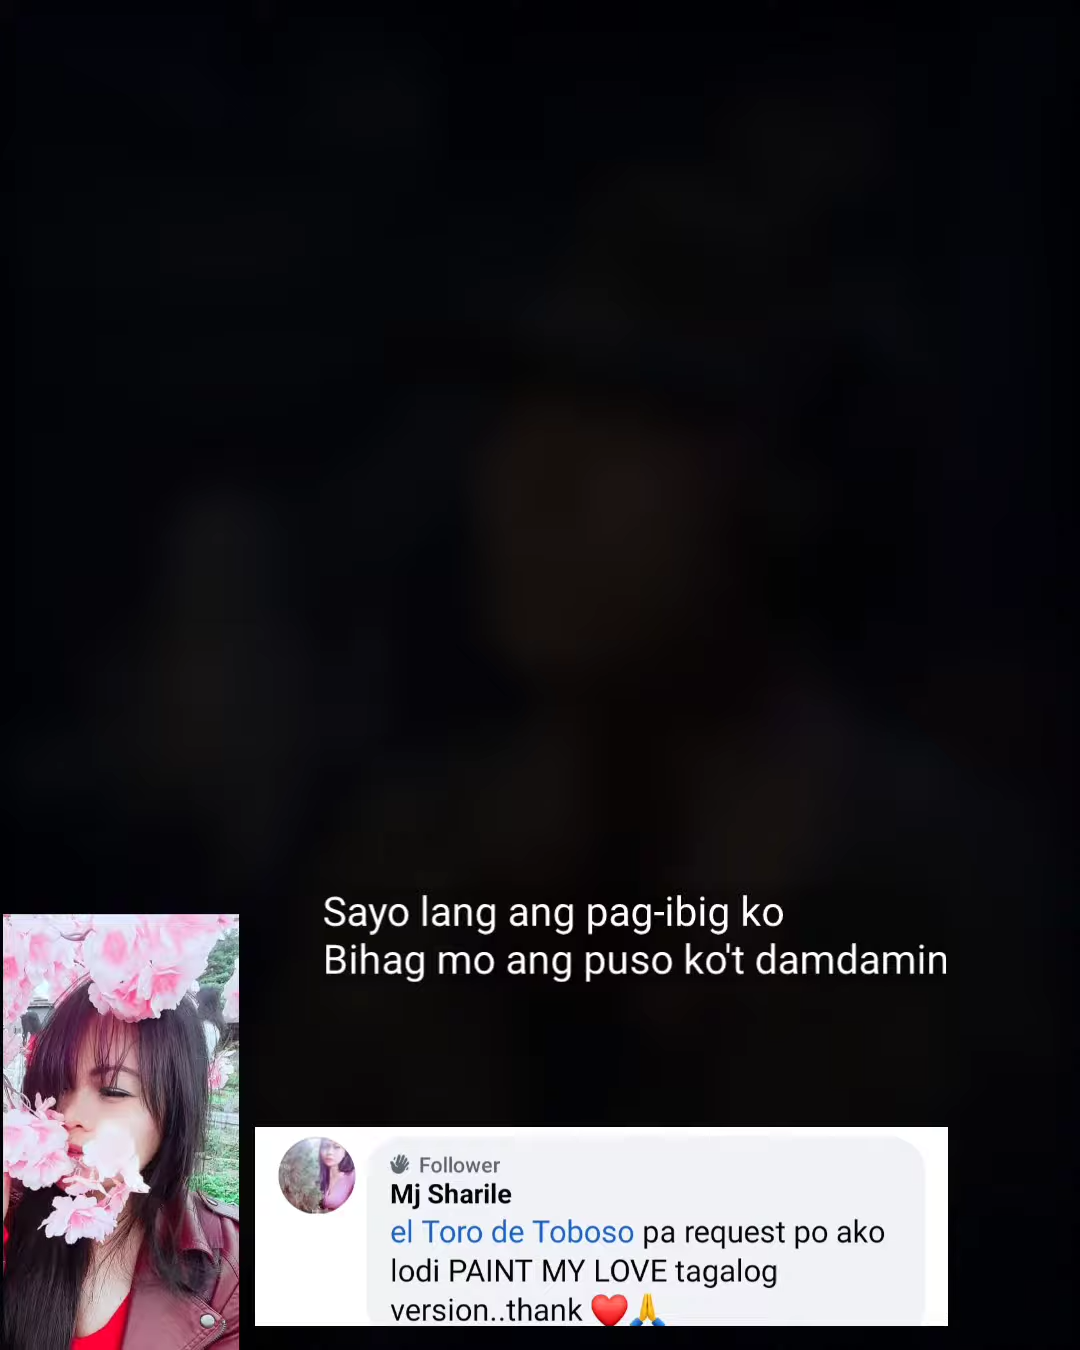 Sayo lang ang pag-ibig ko
Bihag mo ang puso ko't damdamin
Follower
Mj Sharile
el Toro de Toboso pa request po ako
lodi PAINT MY LOVE tagalog
version..thank ❤️🙏